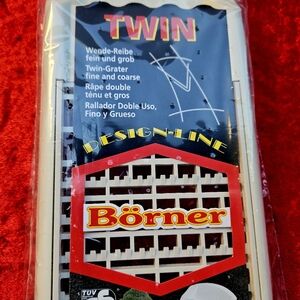 TWIN
Wende-Reibe
fein und grob
Twin-Grater
fine and coarse
Râpe double
ténu et gros
Rallador Doble Uso,
Fino y Grueso
DESIGN-LINE
Börner
TÜV